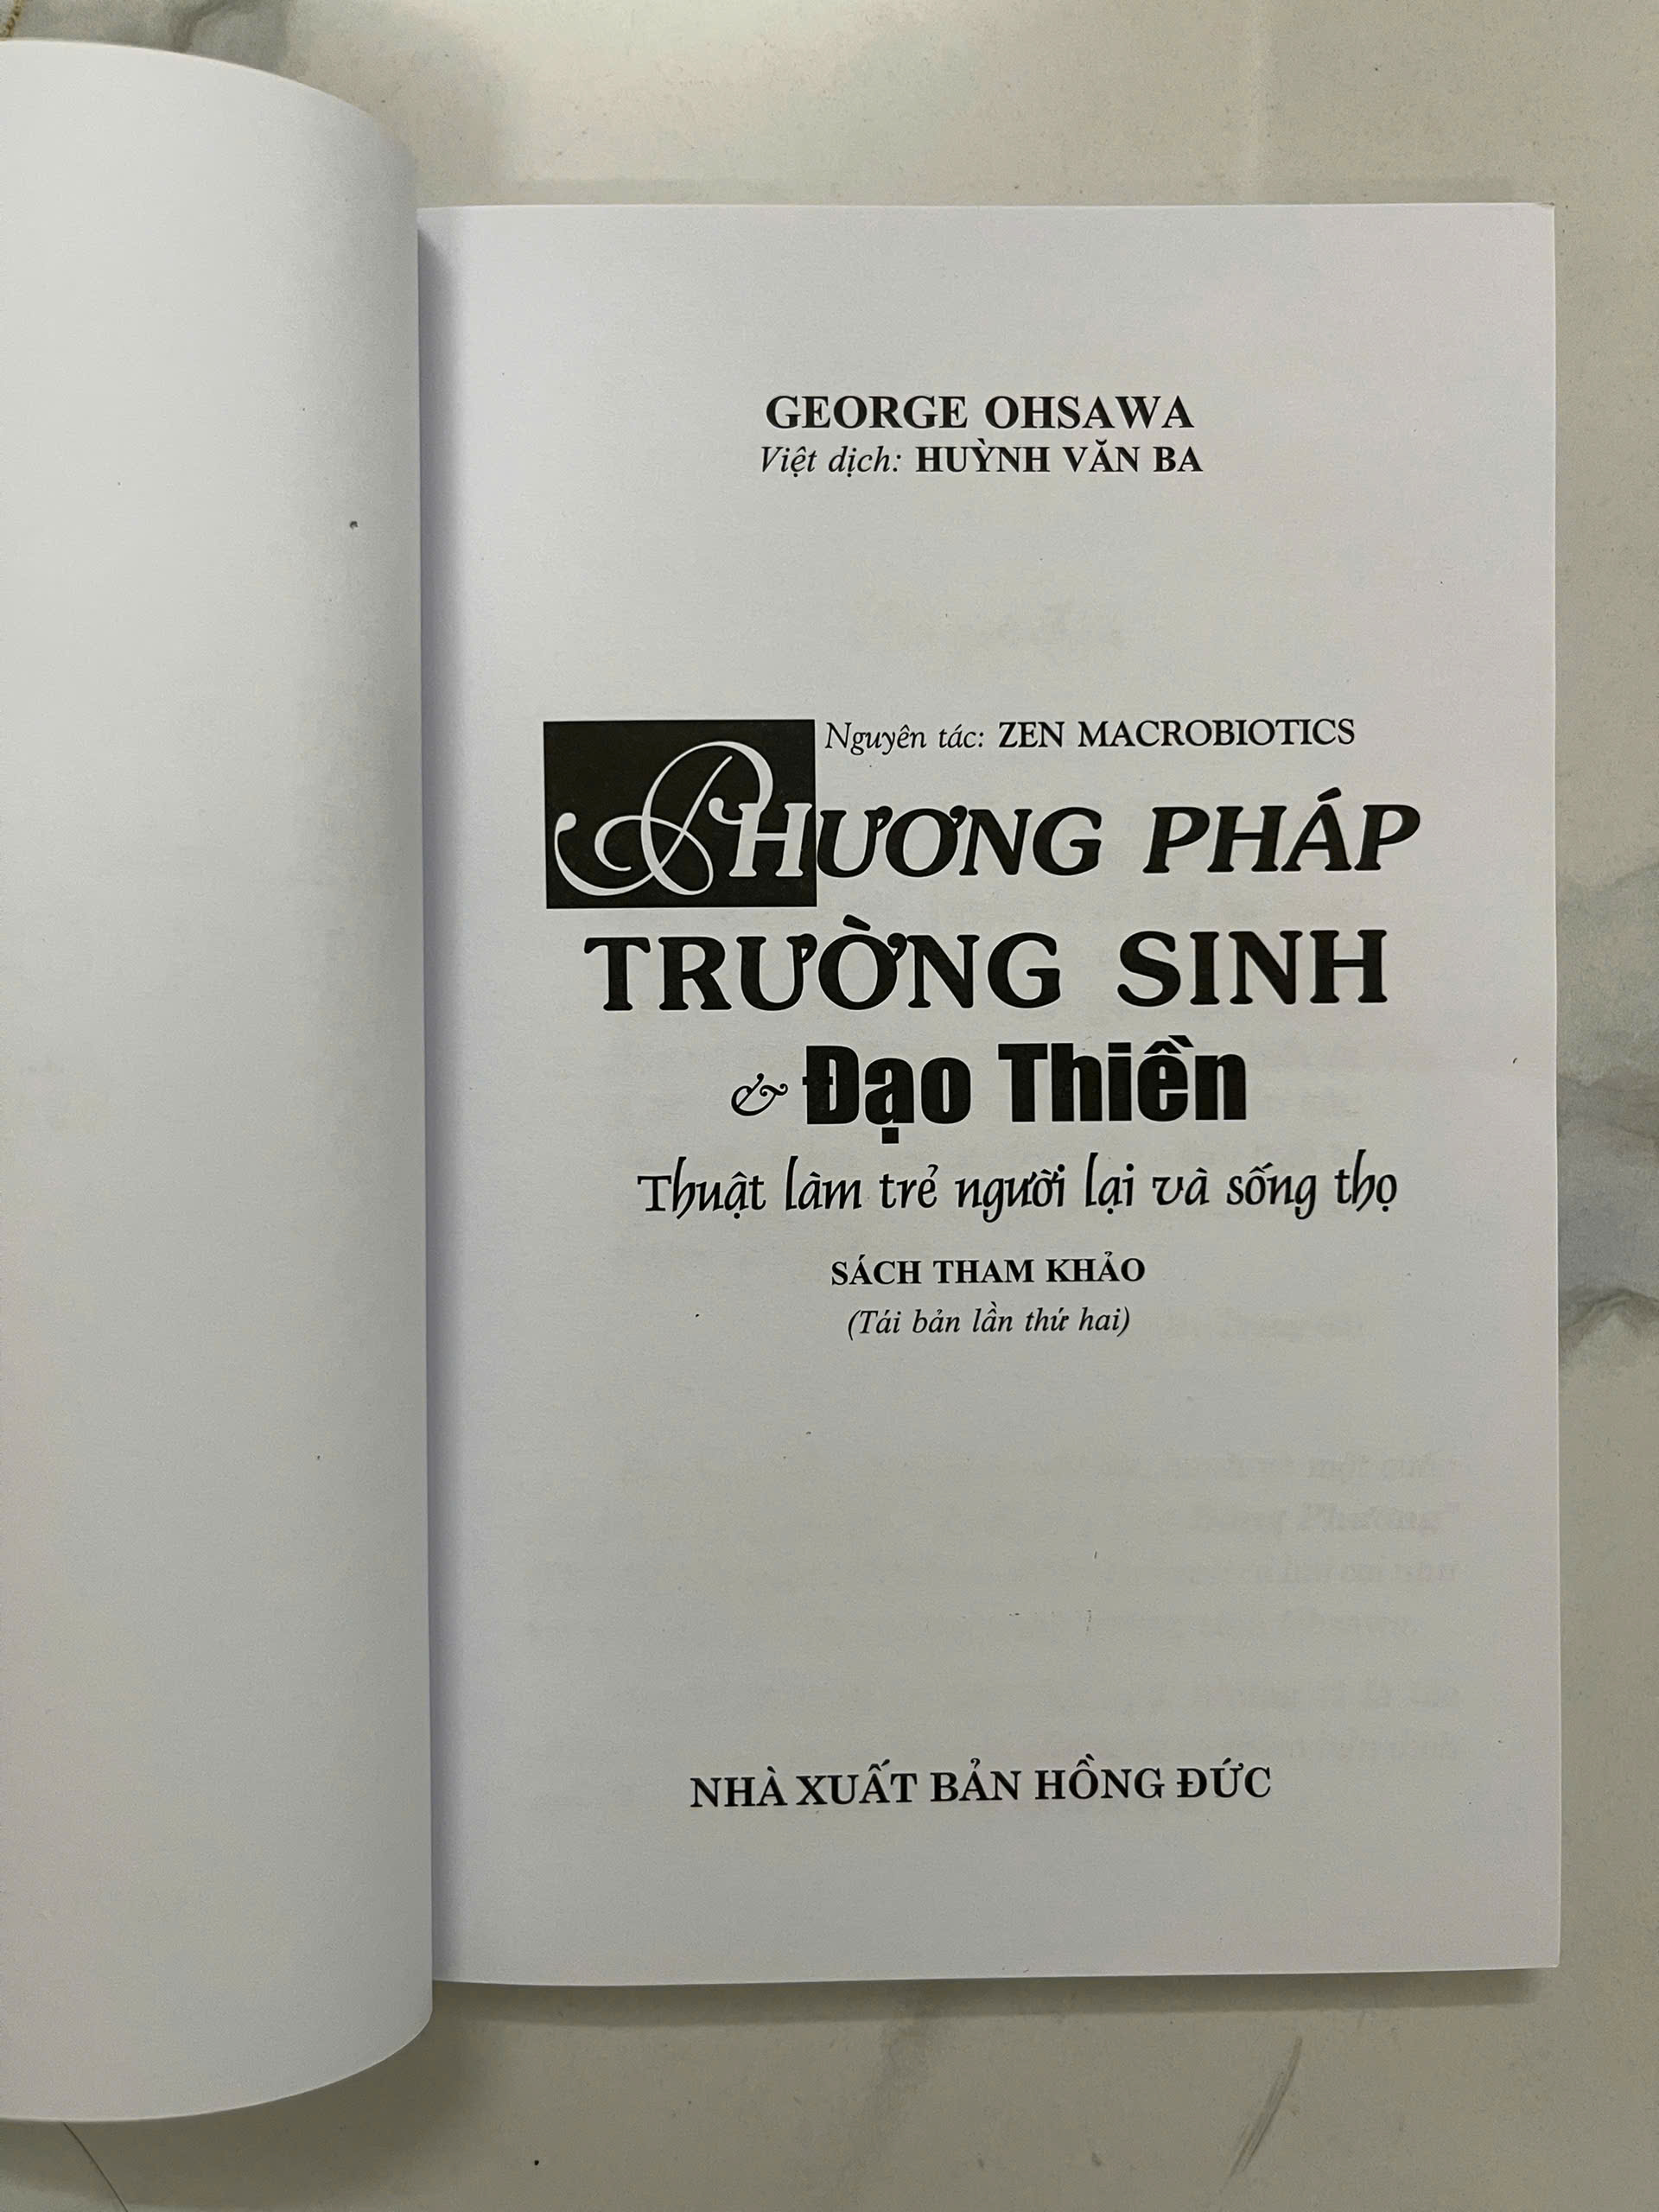 GEORGE OHSAWA
Việt dịch: HUỲNH VĂN BA
Nguyên tác: ZEN MACROBIOTICS
PHƯƠNG PHÁP
TRƯỜNG SINH
& Đạo Thiền
Thuật làm trẻ người lại và sống thọ
SÁCH THAM KHẢO
(Tái bản lần thứ hai)
NHÀ XUẤT BẢN HỒNG ĐỨC